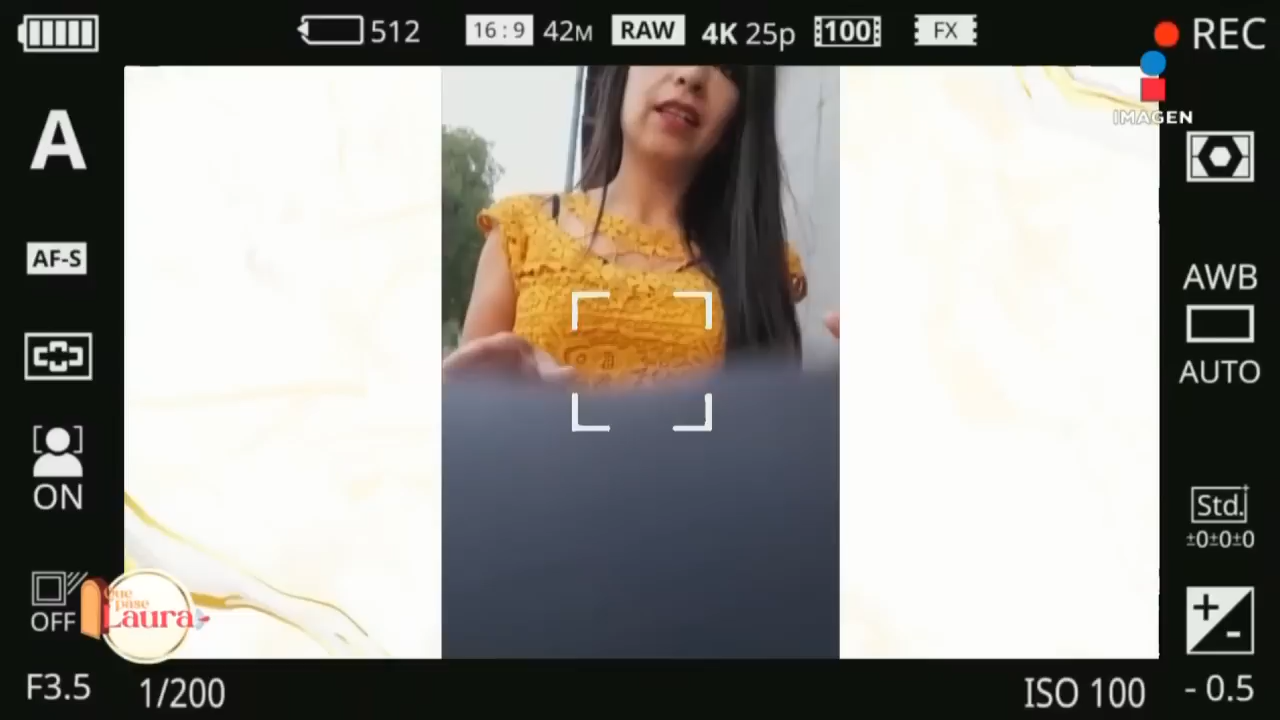 512 16:9 42M RAW 4K 25p 100 FX REC
IMAGEN
A
AF-S
AWB
AUTO
ON
Std.
±0±0±0
OFF
Que
pase
Laura
F3.5 1/200 ISO 100 - 0.5